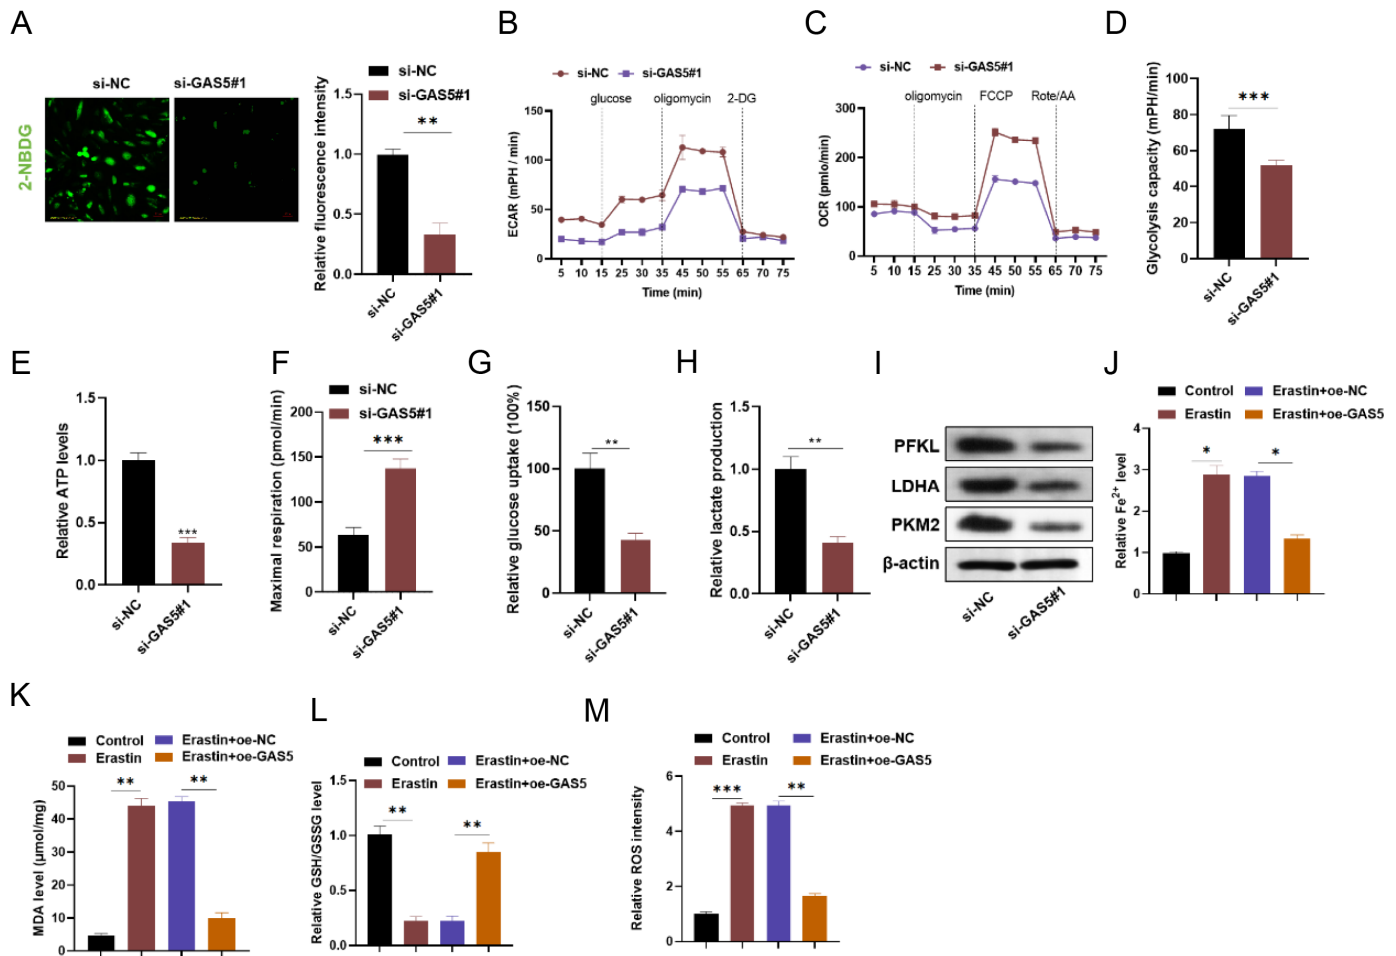 A
si-NC
si-GAS5#1
2-NBDG
si-NC
si-GAS5#1
Relative fluorescence intensity
1.5
1.0
0.5
0.0
**
si-NC
si-GAS5#1
B
si-NC si-GAS5#1
glucose oligomycin 2-DG
ECAR (mPH / min)
150
100
50
0
5 10 15 25 30 35 45 50 55 65 70 75
Time (min)
C
si-NC si-GAS5#1
oligomycin FCCP Rote/AA
OCR (pmlo/min)
300
200
100
0
5 10 15 25 30 35 45 50 55 65 70 75
Time (min)
D
Glycolysis capacity (mPH/min)
100
80
60
40
20
0
***
si-NC
si-GAS5#1
E
Relative ATP levels
1.5
1.0
0.5
0.0
***
si-NC
si-GAS5#1
F
si-NC
si-GAS5#1
Maximal respiration (pmol/min)
200
150
100
50
0
***
si-NC
si-GAS5#1
G
Relative glucose uptake (100%)
150
100
50
0
**
si-NC
si-GAS5#1
H
Relative lactate production
1.5
1.0
0.5
0.0
**
si-NC
si-GAS5#1
I
PFKL
LDHA
PKM2
β-actin
si-NC
si-GAS5#1
J
Control Erastin+oe-NC
Erastin Erastin+oe-GAS5
Relative Fe2+ level
4
3
2
1
0
* *
K
Control Erastin+oe-NC
Erastin Erastin+oe-GAS5
MDA level (μmol/mg)
50
40
30
20
10
0
** **
L
Control Erastin+oe-NC
Erastin Erastin+oe-GAS5
Relative GSH/GSSG level
1.5
1.0
0.5
0.0
** **
M
Control Erastin+oe-NC
Erastin Erastin+oe-GAS5
Relative ROS intensity
6
4
2
0
*** **